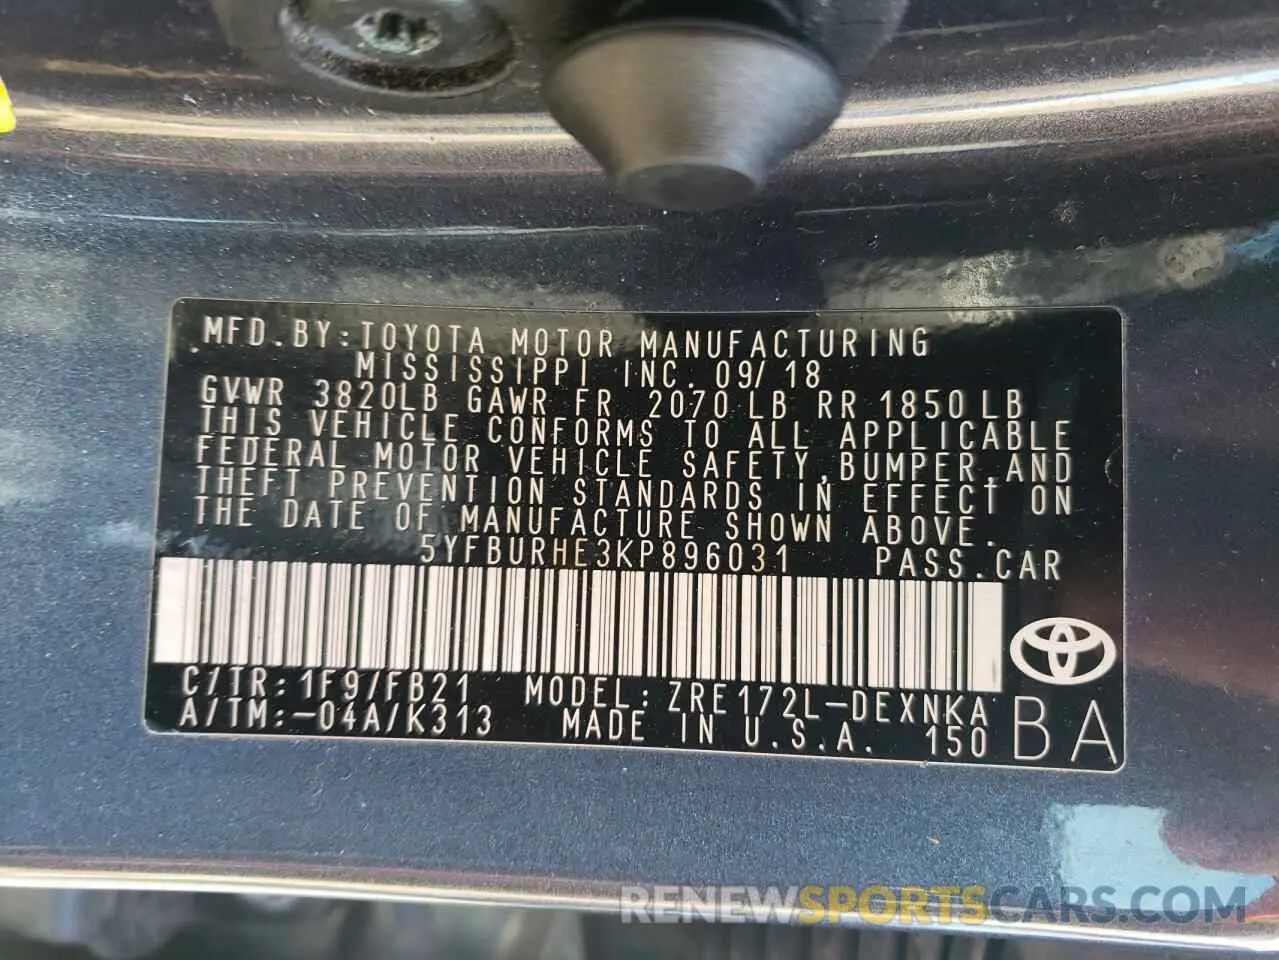 MFD.BY:TOYOTA MOTOR MANUFACTURING
MISSISSIPPI INC. 09/18
GVWR 3820LB GAWR FR 2070LB RR 1850LB
THIS VEHICLE CONFORMS TO ALL APPLICABLE
FEDERAL MOTOR VEHICLE SAFETY,BUMPER,AND
THEFT PREVENTION STANDARDS IN EFFECT ON
THE DATE OF MANUFACTURE SHOWN ABOVE.
5YFBURHE3KP896031 PASS.CAR
C/TR:1F9/FB21 MODEL:ZRE172L-DEXNKA
A/TM:-04A/K313 MADE IN U.S.A. 150 BA
RENEWSPORTSCARS.COM